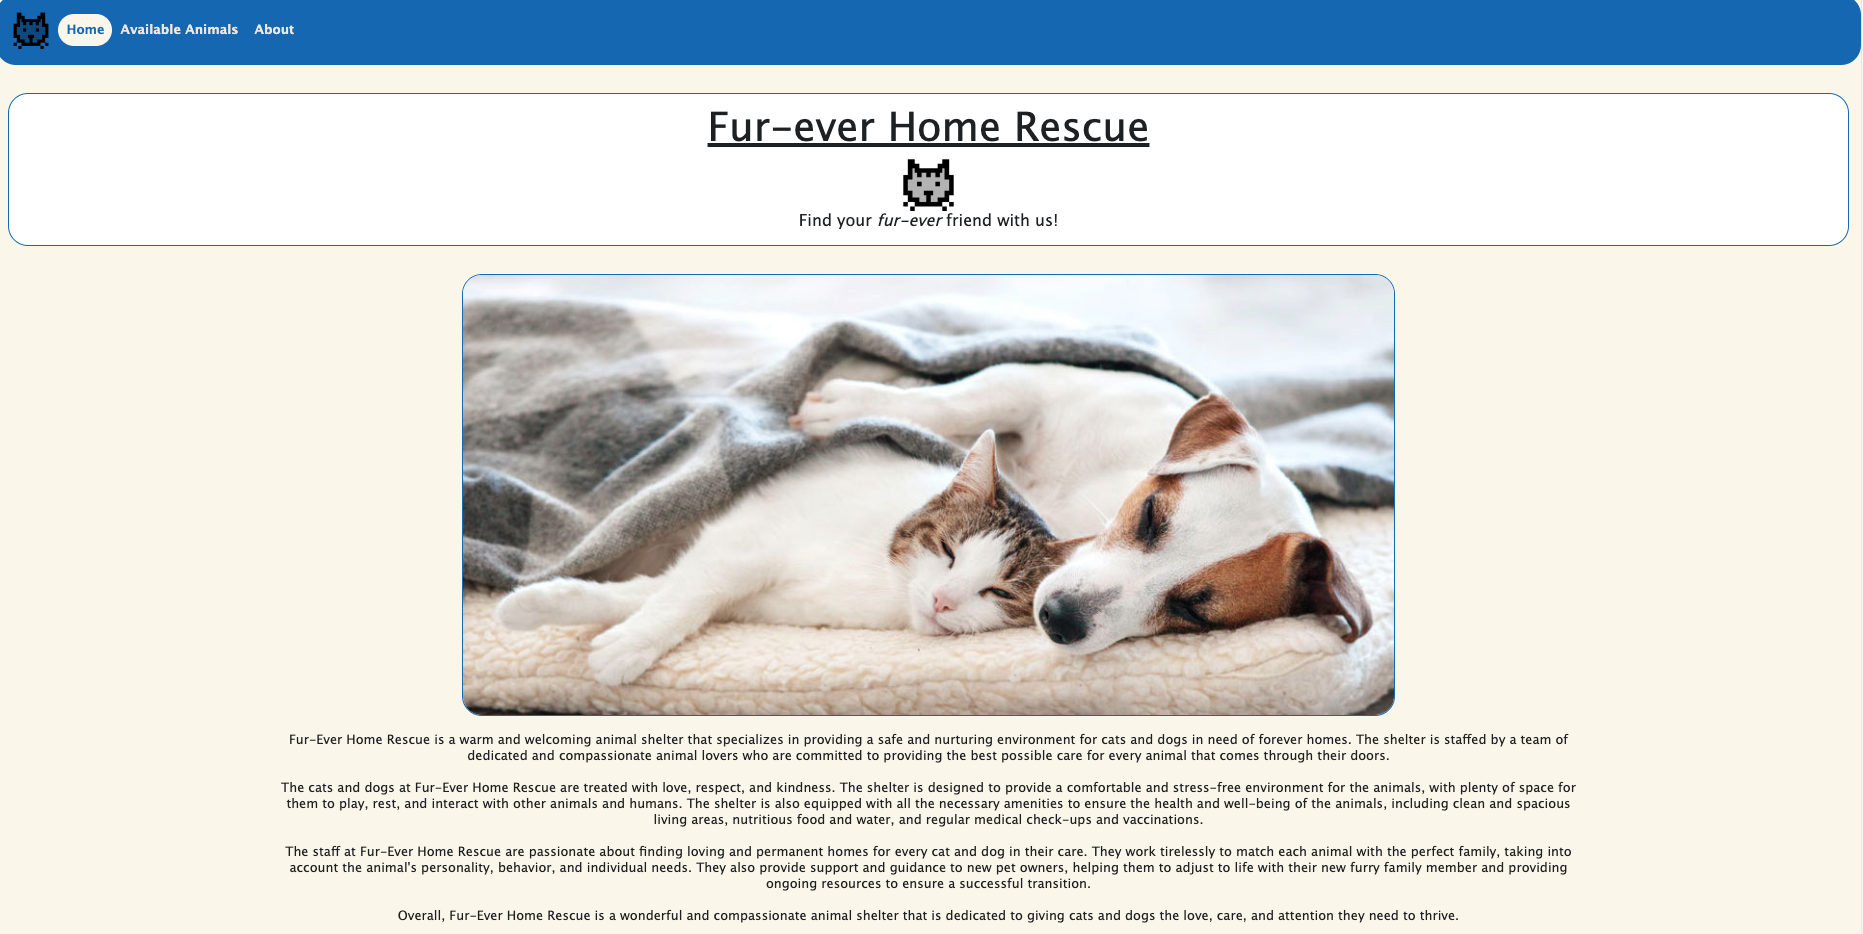 Home Available Animals About
Fur-ever Home Rescue
Find your fur-ever friend with us!
Fur-Ever Home Rescue is a warm and welcoming animal shelter that specializes in providing a safe and nurturing environment for cats and dogs in need of forever homes. The shelter is staffed by a team of
dedicated and compassionate animal lovers who are committed to providing the best possible care for every animal that comes through their doors.
The cats and dogs at Fur-Ever Home Rescue are treated with love, respect, and kindness. The shelter is designed to provide a comfortable and stress-free environment for the animals, with plenty of space for
them to play, rest, and interact with other animals and humans. The shelter is also equipped with all the necessary amenities to ensure the health and well-being of the animals, including clean and spacious
living areas, nutritious food and water, and regular medical check-ups and vaccinations.
The staff at Fur-Ever Home Rescue are passionate about finding loving and permanent homes for every cat and dog in their care. They work tirelessly to match each animal with the perfect family, taking into
account the animal's personality, behavior, and individual needs. They also provide support and guidance to new pet owners, helping them to adjust to life with their new furry family member and providing
ongoing resources to ensure a successful transition.
Overall, Fur-Ever Home Rescue is a wonderful and compassionate animal shelter that is dedicated to giving cats and dogs the love, care, and attention they need to thrive.